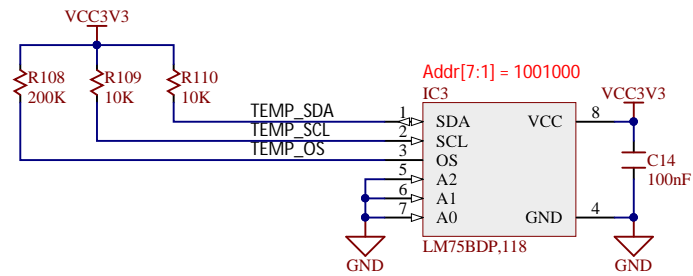 VCC3V3
R108
200K
R109
10K
R110
10K
TEMP_SDA
TEMP_SCL
TEMP_OS
Addr[7:1] = 1001000
IC3
1 SDA
2 SCL
3 OS
5 A2
6 A1
7 A0
VCC 8
GND 4
LM75BDP,118
VCC3V3
C14
100nF
GND
GND